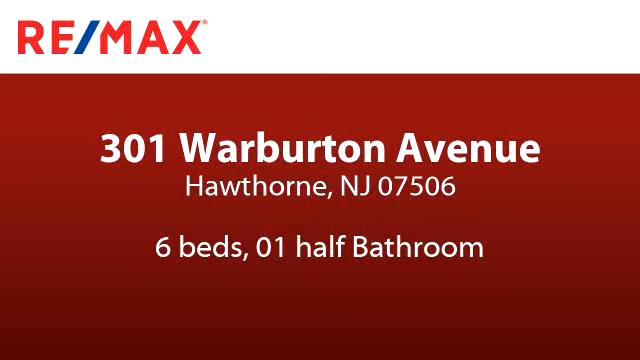 RE/MAX®
301 Warburton Avenue
Hawthorne, NJ 07506
6 beds, 01 half Bathroom